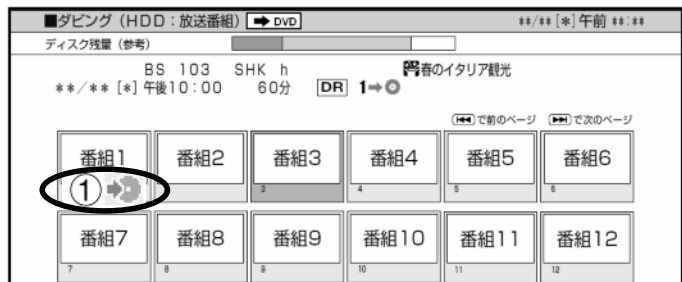 ■ダビング（HDD：放送番組）➡DVD **/**[*]午前 **:**
ディスク残量（参考）
BS 103 SHK h 春のイタリア観光
**/** [*] 午後10:00 60分 DR 1➡
⏮で前のページ ⏭で次のページ
番組1 番組2 番組3 番組4 番組5 番組6
① 3 4 5 6
番組7 番組8 番組9 番組10 番組11 番組12
7 8 9 10 11 12